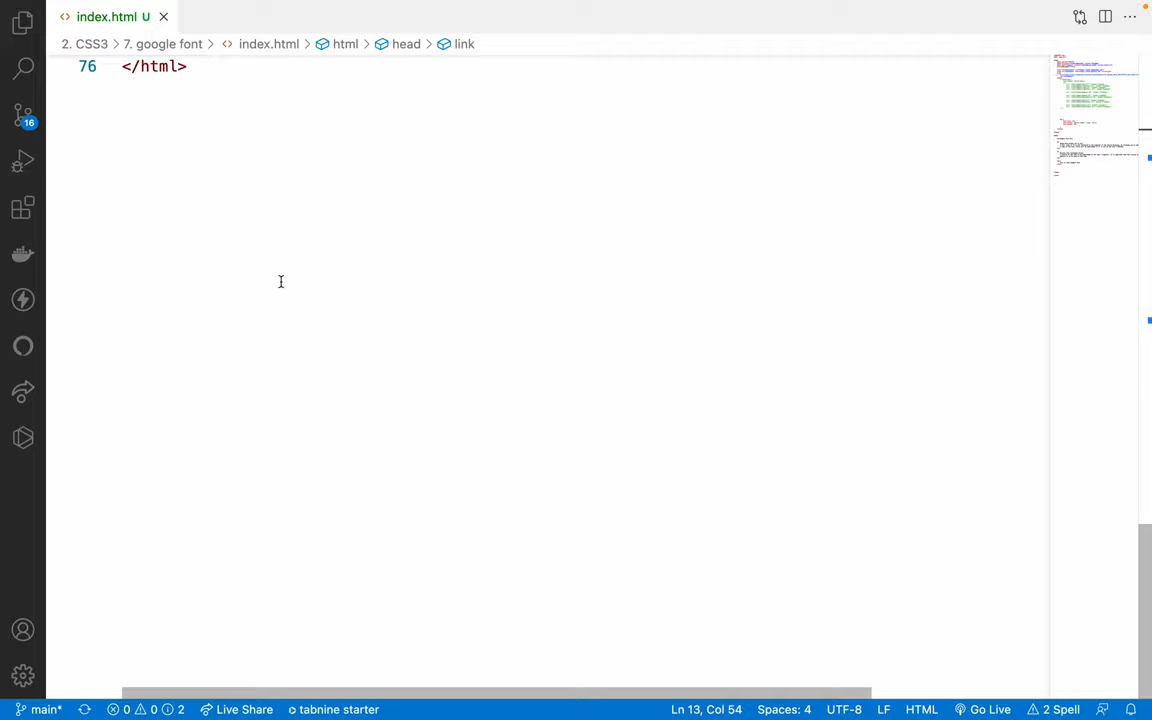 index.html U
2. CSS3 > 7. google font > index.html > html > head > link
76 </html>
16
main* 0 0 2 Live Share tabnine starter Ln 13, Col 54 Spaces: 4 UTF-8 LF HTML Go Live 2 Spell